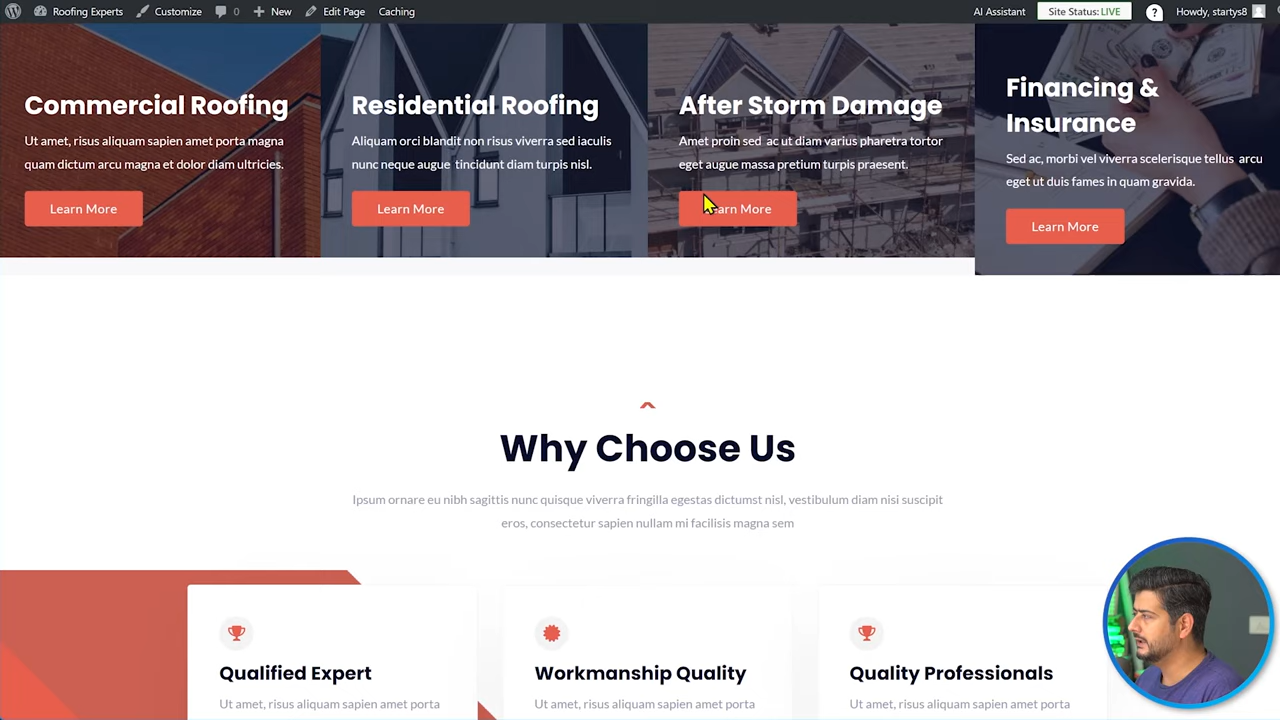 Roofing Experts Customize 0 New Edit Page Caching AI Assistant Site Status: LIVE ? Howdy, startys8
Commercial Roofing
Ut amet, risus aliquam sapien amet porta magna
quam dictum arcu magna et dolor diam ultricies.
Learn More
Residential Roofing
Aliquam orci blandit non risus viverra sed iaculis
nunc neque augue tincidunt diam turpis nisl.
Learn More
After Storm Damage
Amet proin sed ac ut diam varius pharetra tortor
eget augue massa pretium turpis praesent.
Learn More
Financing &
Insurance
Sed ac, morbi vel viverra scelerisque tellus arcu
eget ut duis fames in quam gravida.
Learn More
Why Choose Us
Ipsum ornare eu nibh sagittis nunc quisque viverra fringilla egestas dictumst nisl, vestibulum diam nisi suscipit
eros, consectetur sapien nullam mi facilisis magna sem
Qualified Expert
Ut amet, risus aliquam sapien amet porta
Workmanship Quality
Ut amet, risus aliquam sapien amet porta
Quality Professionals
Ut amet, risus aliquam sapien amet porta